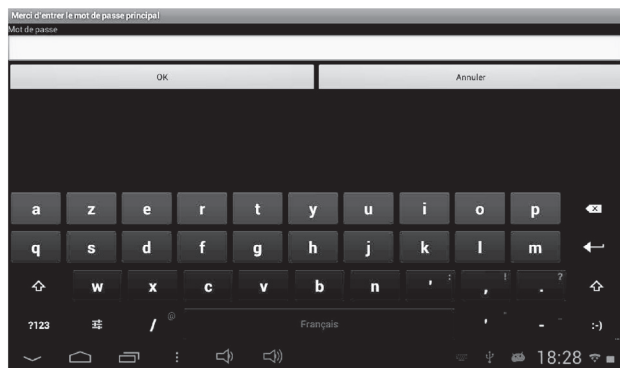 Merci d'entrer le mot de passe principal
Mot de passe
OK Annuler
a z e r t y u i o p
q s d f g h j k l m
w x c v b n ' : , ! . ?
?123 / @ Français ' - :-)
18:28